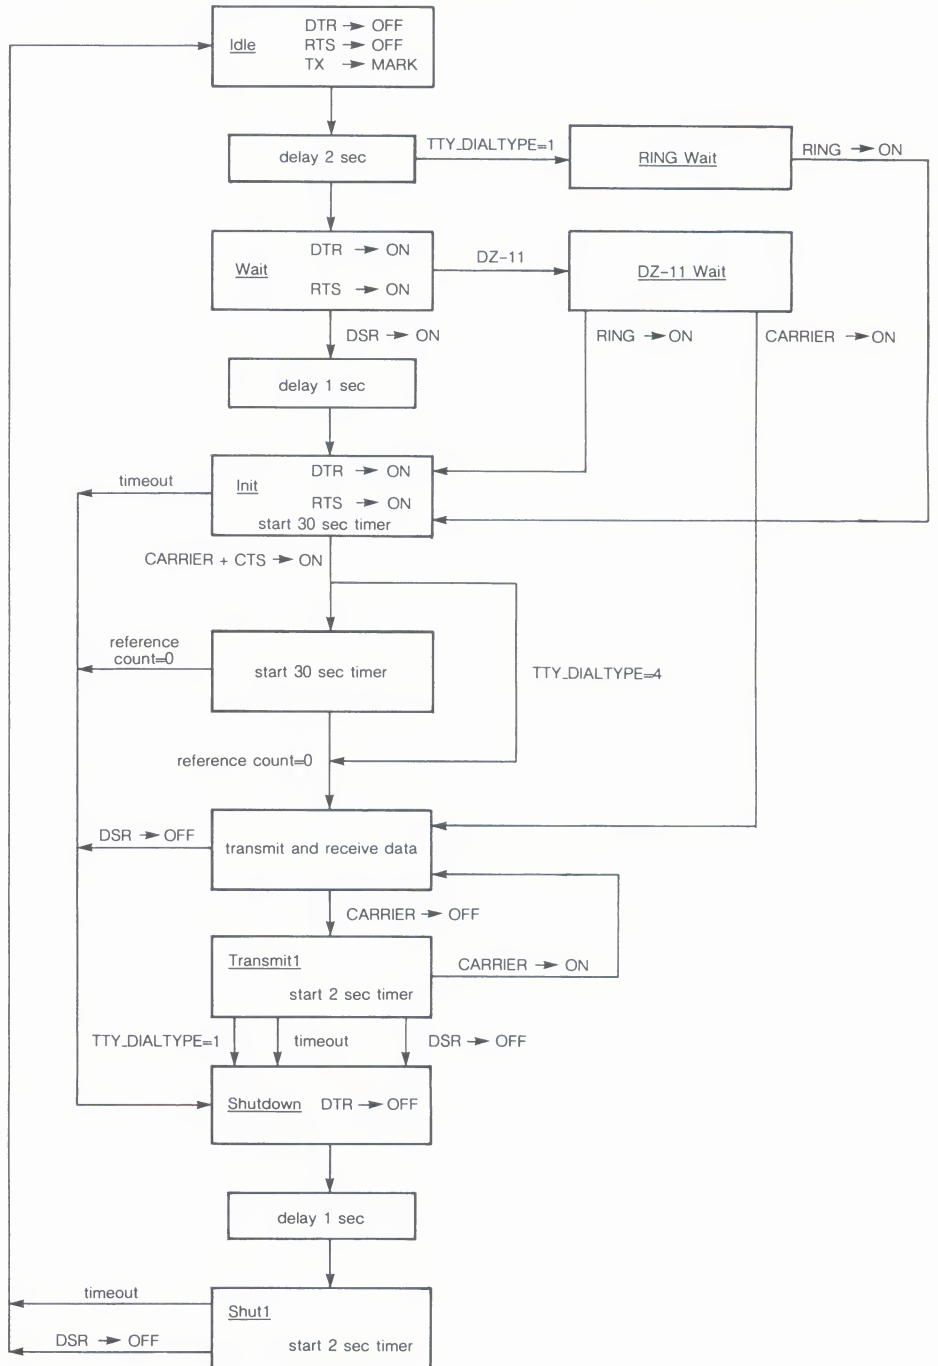 Idle
DTR → OFF
RTS → OFF
TX → MARK
delay 2 sec
TTY_DIALTYPE=1
RING Wait
RING → ON
Wait
DTR → ON
RTS → ON
DZ-11
DZ-11 Wait
DSR → ON
RING → ON
CARRIER → ON
delay 1 sec
Init
DTR → ON
RTS → ON
start 30 sec timer
timeout
CARRIER + CTS → ON
reference
count=0
start 30 sec timer
TTY_DIALTYPE=4
reference count=0
DSR → OFF
transmit and receive data
CARRIER → OFF
Transmit1
start 2 sec timer
CARRIER → ON
TTY_DIALTYPE=1
timeout
DSR → OFF
Shutdown DTR → OFF
delay 1 sec
timeout
Shut1
start 2 sec timer
DSR → OFF